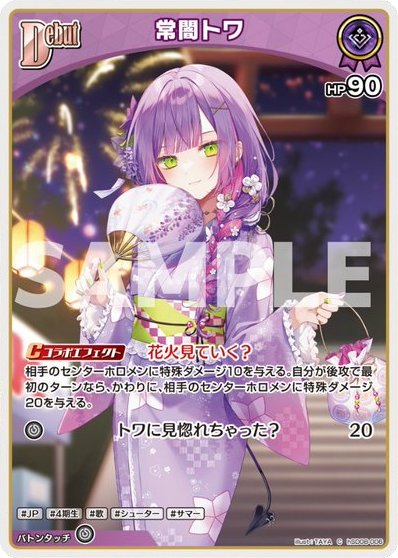 Debut
常闇トワ
HP90
SAMPLE
コラボエフェクト 花火見ていく?
相手のセンターホロメンに特殊ダメージ10を与える。自分が後攻で最
初のターンなら、かわりに、相手のセンターホロメンに特殊ダメージ
20を与える。
トワに見惚れちゃった? 20
#JP #4期生 #歌 #シューター #サマー
バトンタッチ
illust: TAYA C hSD06-006